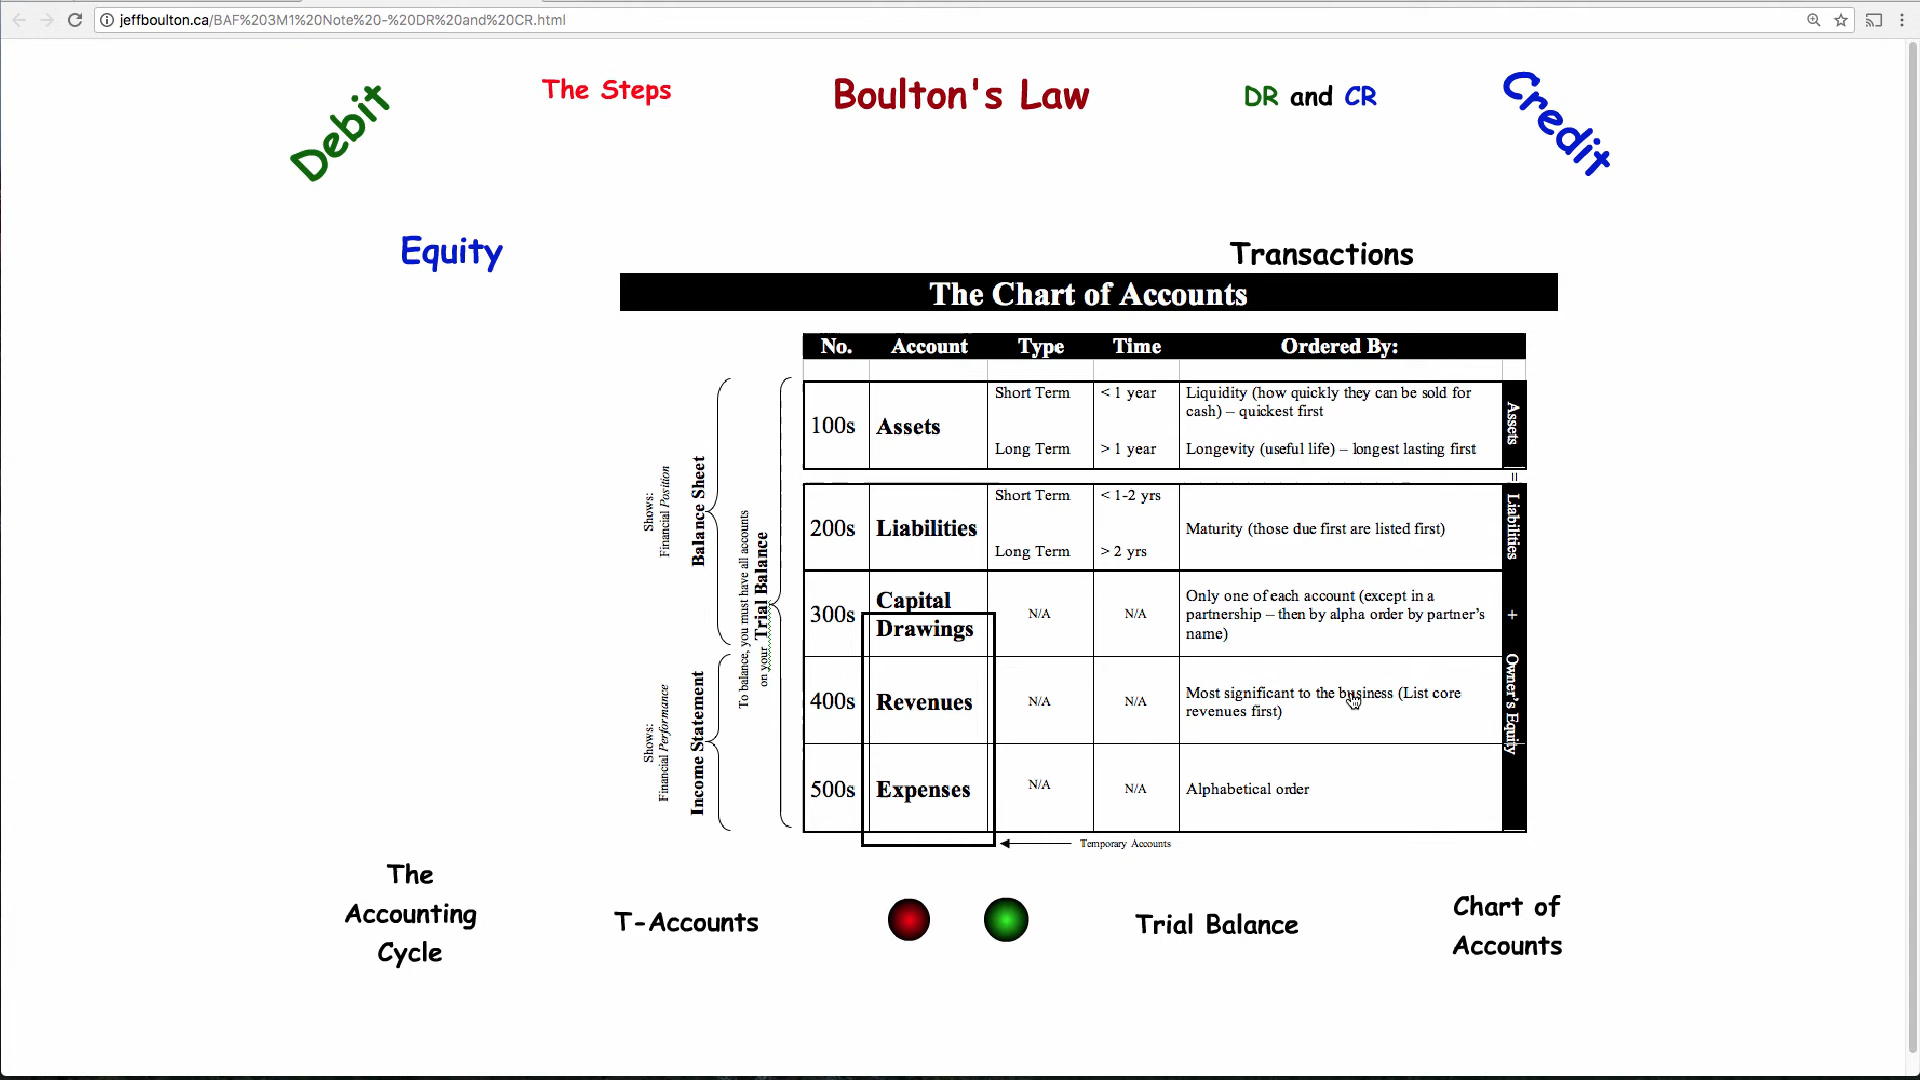 jeffboulton.ca/BAF%203M1%20Note%20-%20DR%20and%20CR.html
Debit
The Steps
Boulton's Law
DR and CR
Credit
Equity
Transactions
The Chart of Accounts
No. Account Type Time Ordered By:
100s Assets
Short Term < 1 year Liquidity (how quickly they can be sold for
cash) – quickest first
Long Term > 1 year Longevity (useful life) – longest lasting first
200s Liabilities
Short Term < 1-2 yrs
Maturity (those due first are listed first)
Long Term > 2 yrs
300s Capital
Drawings
N/A N/A
Only one of each account (except in a
partnership – then by alpha order by partner's
name)
400s Revenues N/A N/A
Most significant to the business (List core
revenues first)
500s Expenses N/A N/A Alphabetical order
Assets
=
Liabilities
+
Owner's Equity
Shows:
Financial Position
Balance Sheet
Shows:
Financial Performance
Income Statement
To balance, you must have all accounts
on your Trial Balance
Temporary Accounts
The
Accounting
Cycle
T-Accounts
Trial Balance
Chart of
Accounts